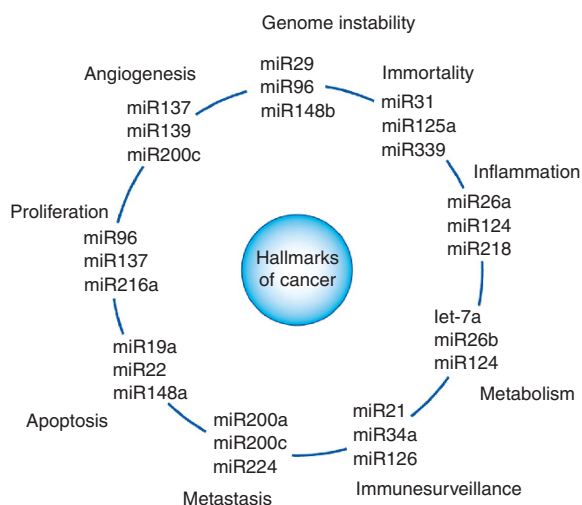 Genome instability
miR29
miR96
miR148b
Immortality
miR31
miR125a
miR339
Inflammation
miR26a
miR124
miR218
let-7a
miR26b
miR124
Metabolism
miR21
miR34a
miR126
Immunesurveillance
miR200a
miR200c
miR224
Metastasis
miR19a
miR22
miR148a
Apoptosis
Proliferation
miR96
miR137
miR216a
Angiogenesis
miR137
miR139
miR200c
Hallmarks
of cancer